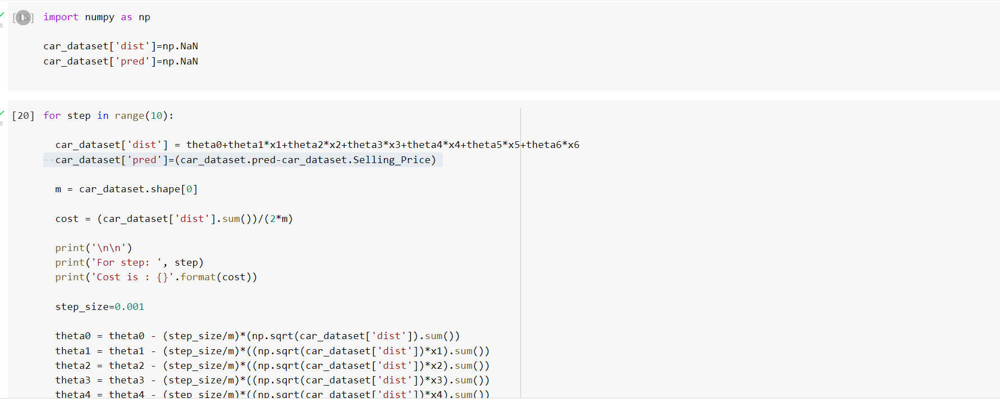 [16] import numpy as np
car_dataset['dist']=np.NaN
car_dataset['pred']=np.NaN
[20] for step in range(10):
car_dataset['dist'] = theta0+theta1*x1+theta2*x2+theta3*x3+theta4*x4+theta5*x5+theta6*x6
car_dataset['pred']=(car_dataset.pred-car_dataset.Selling_Price)
m = car_dataset.shape[0]
cost = (car_dataset['dist'].sum())/(2*m)
print('\n\n')
print('For step: ', step)
print('Cost is : {}'.format(cost))
step_size=0.001
theta0 = theta0 - (step_size/m)*(np.sqrt(car_dataset['dist']).sum())
theta1 = theta1 - (step_size/m)*((np.sqrt(car_dataset['dist'])*x1).sum())
theta2 = theta2 - (step_size/m)*((np.sqrt(car_dataset['dist'])*x2).sum())
theta3 = theta3 - (step_size/m)*((np.sqrt(car_dataset['dist'])*x3).sum())
theta4 = theta4 - (step_size/m)*((np.sqrt(car_dataset['dist'])*x4).sum())